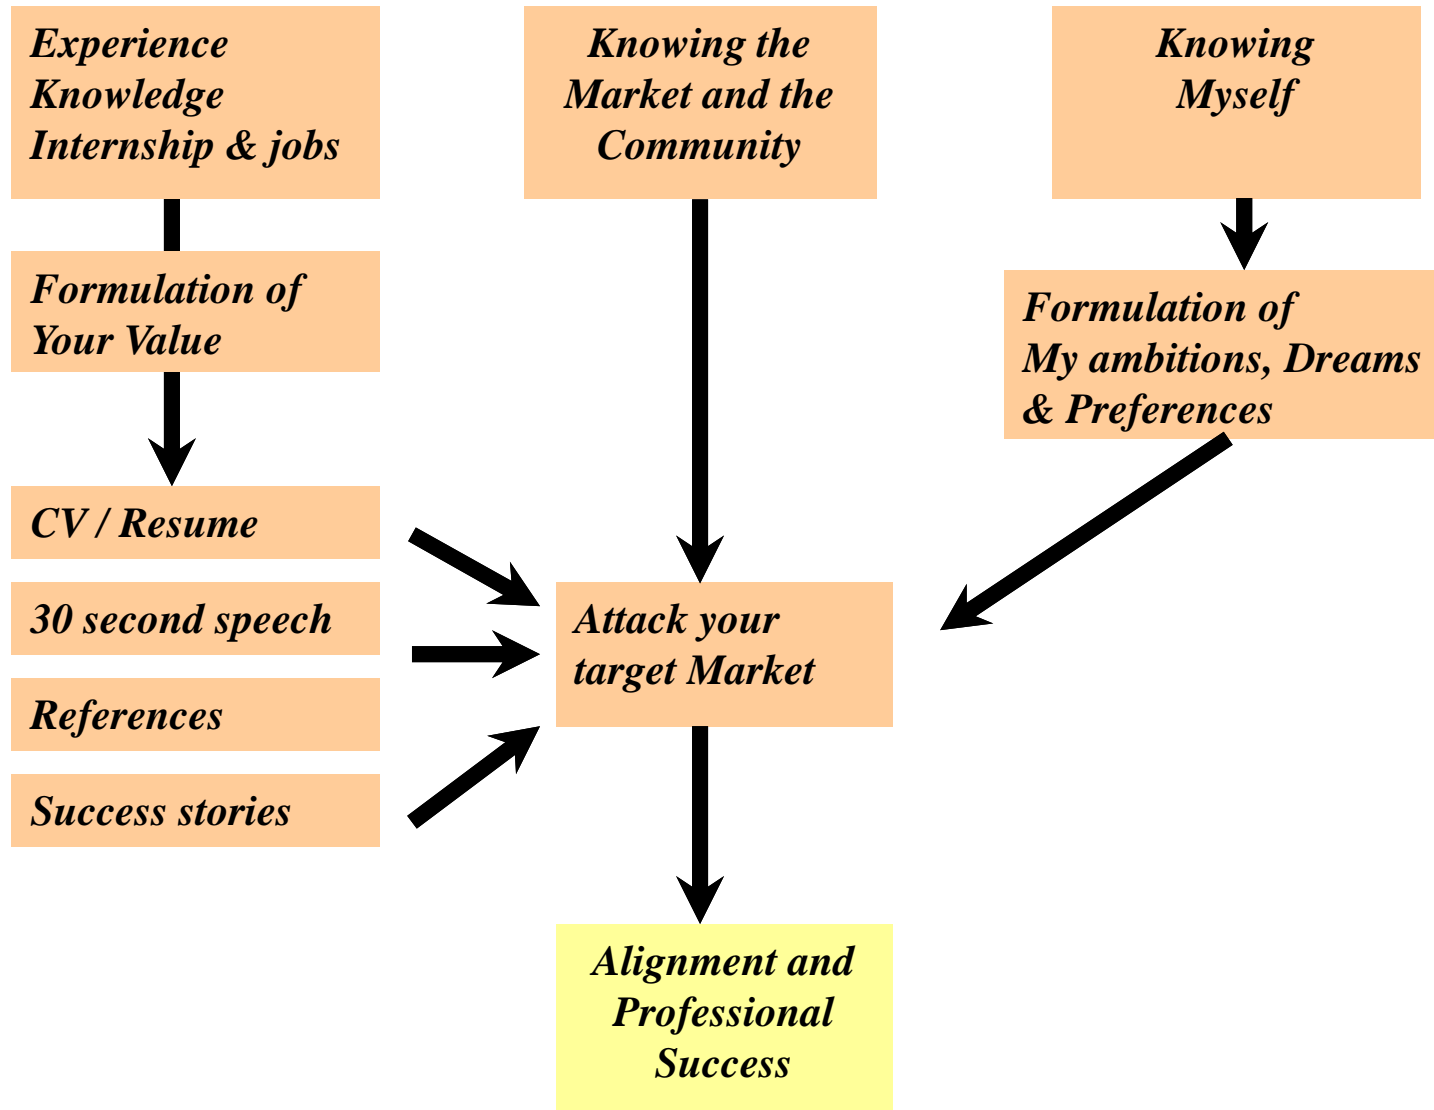 Experience
Knowledge
Internship & jobs
Knowing the
Market and the
Community
Knowing
Myself
Formulation of
Your Value
Formulation of
My ambitions, Dreams
& Preferences
CV / Resume
30 second speech
References
Success stories
Attack your
target Market
Alignment and
Professional
Success